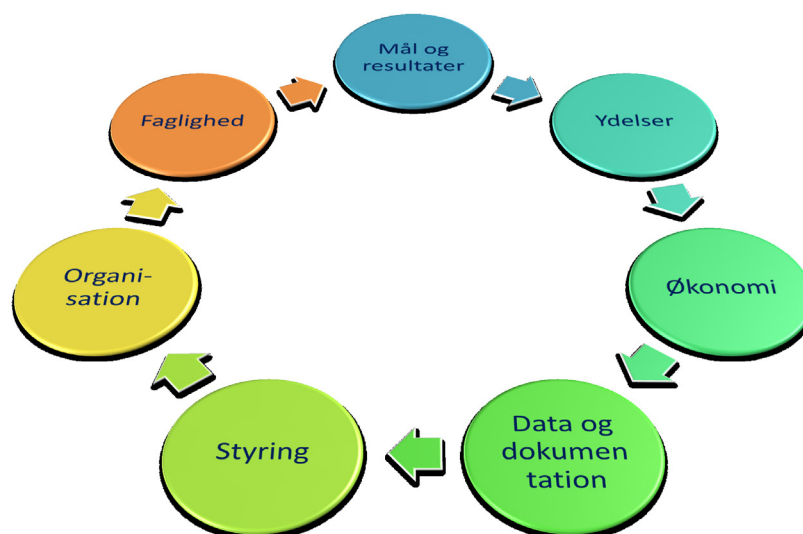 Mål og
resultater
Ydelser
Økonomi
Data og
dokumen
tation
Styring
Organi-
sation
Faglighed